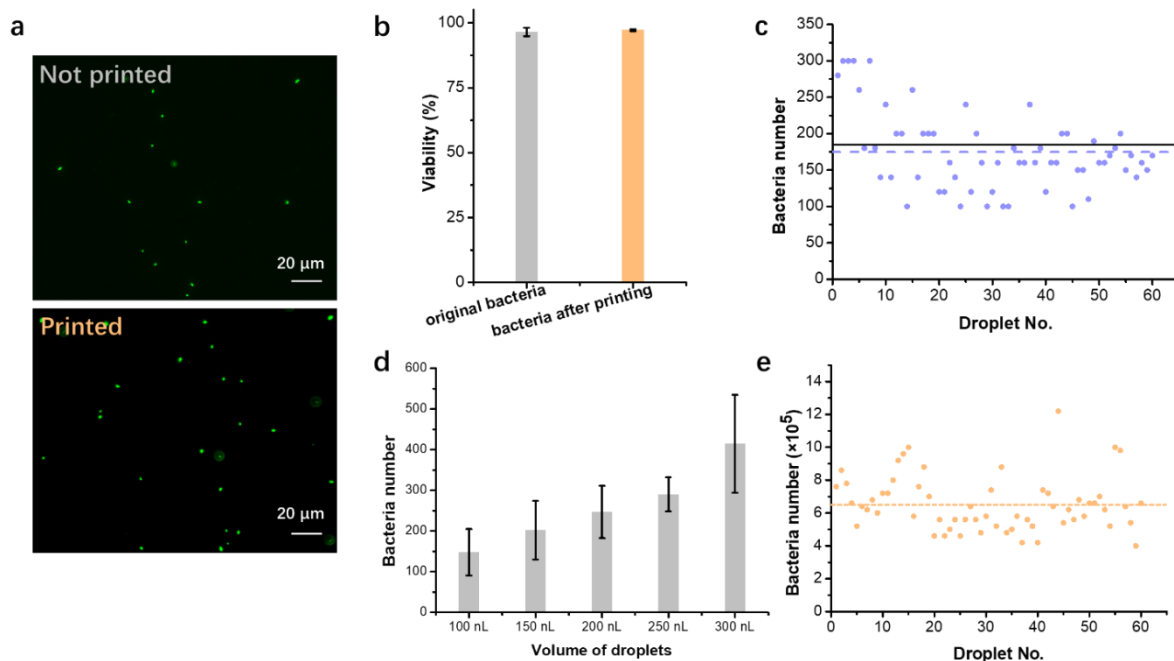 a
Not printed
20 µm
Printed
20 µm
b
100
75
50
25
0
Viability (%)
original bacteria
bacteria after printing
c
350
300
250
200
150
100
50
0
Bacteria number
0 10 20 30 40 50 60
Droplet No.
d
600
500
400
300
200
100
0
Bacteria number
100 nL 150 nL 200 nL 250 nL 300 nL
Volume of droplets
e
14
12
10
8
6
4
2
0
Bacteria number (×10⁵)
0 10 20 30 40 50 60
Droplet No.